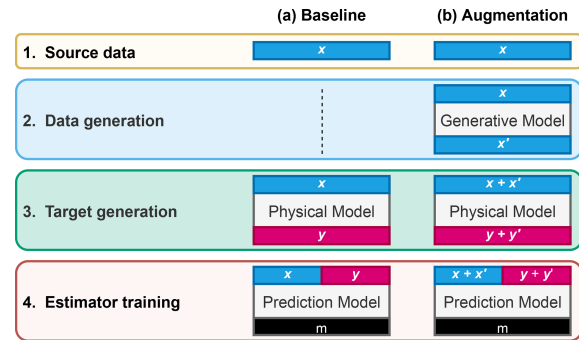 (a) Baseline (b) Augmentation
1. Source data x x
2. Data generation x Generative Model x'
3. Target generation x Physical Model y x + x' Physical Model y + y'
4. Estimator training x y Prediction Model m x + x' y + y' Prediction Model m